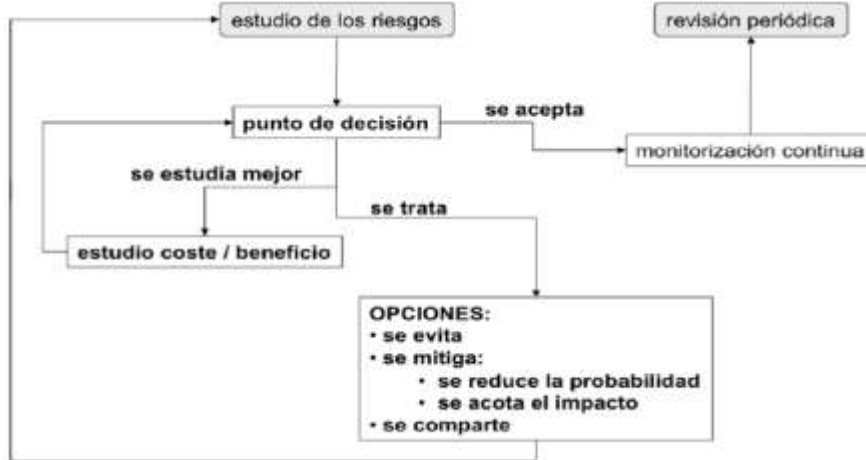 estudio de los riesgos
revisión periódica
punto de decisión
se acepta
monitorización continua
se estudia mejor
se trata
estudio coste / beneficio
OPCIONES:
• se evita
• se mitiga:
• se reduce la probabilidad
• se acota el impacto
• se comparte